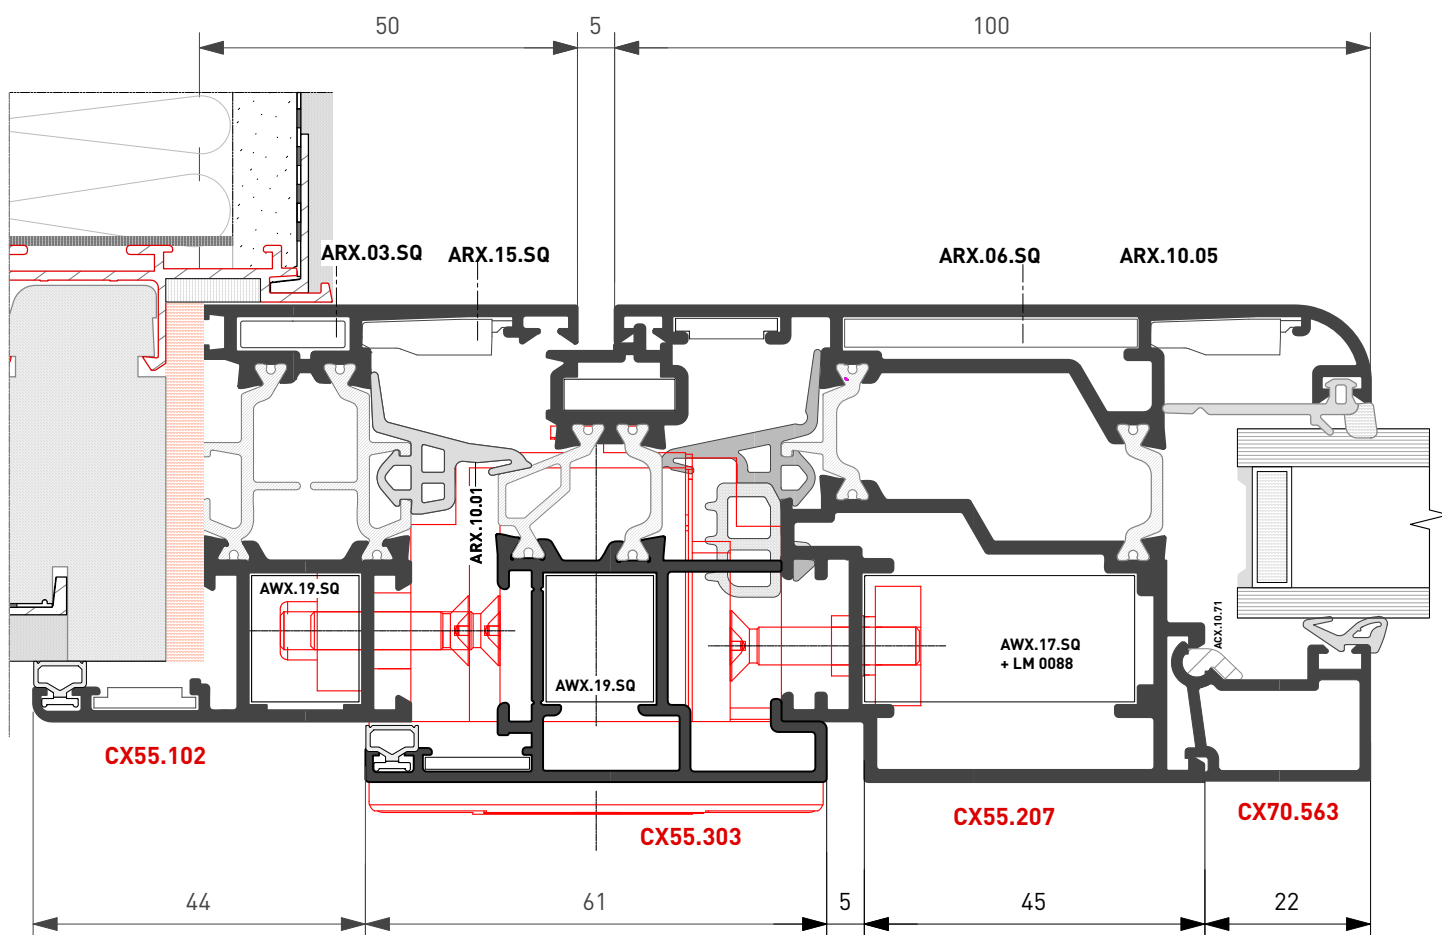 50 5 100
ARX.03.SQ ARX.15.SQ ARX.06.SQ ARX.10.05
ARX.10.01
AWX.19.SQ
ACX.10.71
AWX.17.SQ
+ LM 0088
AWX.19.SQ
CX55.102
CX55.303
CX55.207
CX70.563
44 61 5 45 22